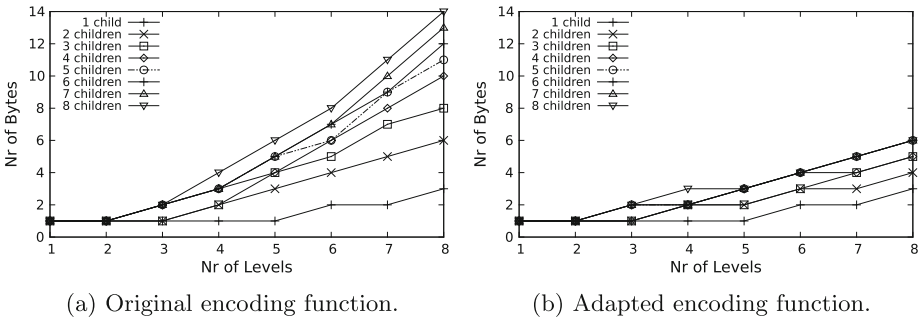 14
12
10
8
6
4
2
0
Nr of Bytes
1 child
2 children
3 children
4 children
5 children
6 children
7 children
8 children
1 2 3 4 5 6 7 8
Nr of Levels
(a) Original encoding function.
14
12
10
8
6
4
2
0
Nr of Bytes
1 child
2 children
3 children
4 children
5 children
6 children
7 children
8 children
1 2 3 4 5 6 7 8
Nr of Levels
(b) Adapted encoding function.